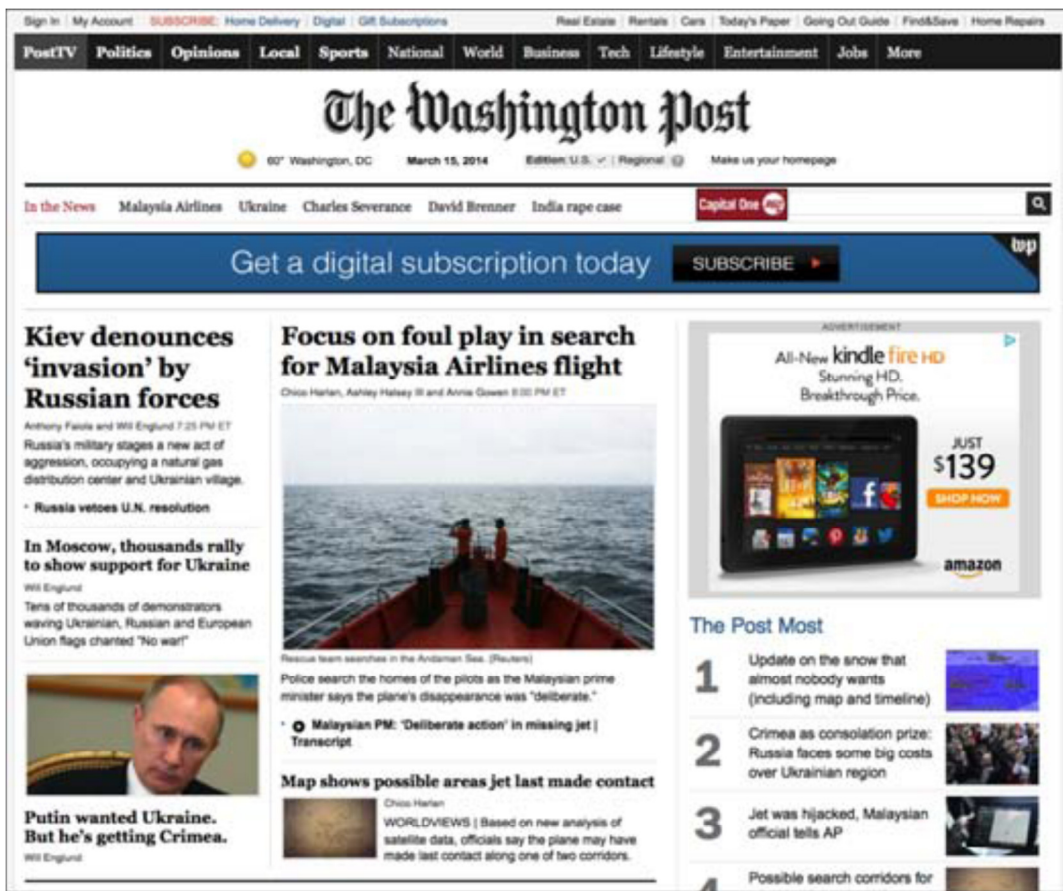 Sign In My Account SUBSCRIBE: Home Delivery Digital Gift Subscriptions Real Estate Rentals Cars Today's Paper Going Out Guide Find&Save Home Repairs
PostTV Politics Opinions Local Sports National World Business Tech Lifestyle Entertainment Jobs More
The Washington Post
60° Washington, DC March 15, 2014 Edition: U.S. | Regional Make us your homepage
In the News Malaysia Airlines Ukraine Charles Severance David Brenner India rape case Capital One
Get a digital subscription today SUBSCRIBE wp
Kiev denounces
‘invasion’ by
Russian forces
Anthony Faiola and Will Englund 7:25 PM ET
Russia's military stages a new act of
aggression, occupying a natural gas
distribution center and Ukrainian village.
Russia vetoes U.N. resolution
In Moscow, thousands rally
to show support for Ukraine
Will Englund
Tens of thousands of demonstrators
waving Ukrainian, Russian and European
Union flags chanted "No war!"
Putin wanted Ukraine.
But he's getting Crimea.
Will Englund
Focus on foul play in search
for Malaysia Airlines flight
Chico Harlan, Ashley Halsey III and Annie Gowen 8:00 PM ET
Rescue team searches in the Andaman Sea. (Reuters)
Police search the homes of the pilots as the Malaysian prime
minister says the plane's disappearance was "deliberate."
Malaysian PM: 'Deliberate action' in missing jet |
Transcript
Map shows possible areas jet last made contact
Chico Harlan
WORLDVIEWS | Based on new analysis of
satellite data, officials say the plane may have
made last contact along one of two corridors.
ADVERTISEMENT
All-New kindle fire HD
Stunning HD.
Breakthrough Price.
JUST
$139
SHOP NOW
amazon
The Post Most
1 Update on the snow that
almost nobody wants
(including map and timeline)
2 Crimea as consolation prize:
Russia faces some big costs
over Ukrainian region
3 Jet was hijacked, Malaysian
official tells AP
4 Possible search corridors for